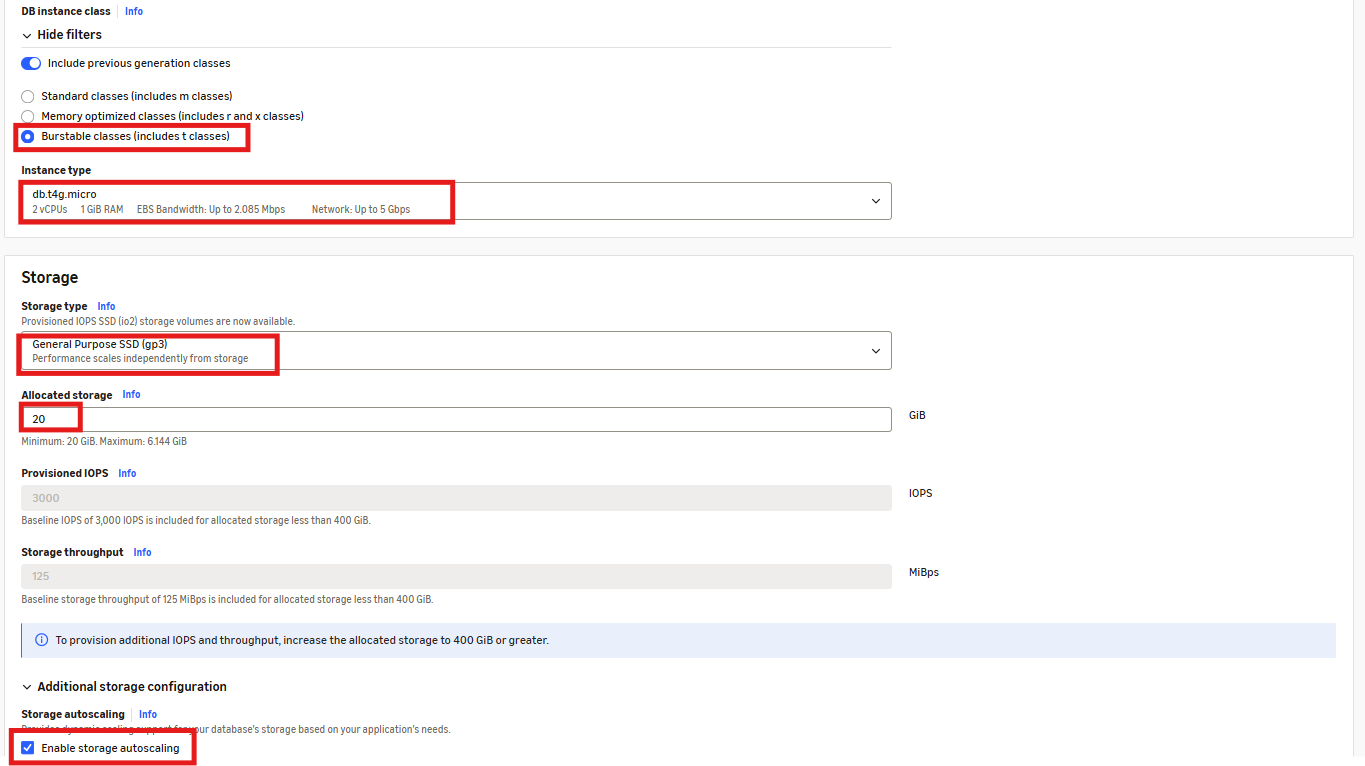 DB instance class Info
Hide filters
Include previous generation classes
Standard classes (includes m classes)
Memory optimized classes (includes r and x classes)
Burstable classes (includes t classes)
Instance type
db.t4g.micro
2 vCPUs 1 GiB RAM EBS Bandwidth: Up to 2.085 Mbps Network: Up to 5 Gbps
Storage
Storage type Info
Provisioned IOPS SSD (io2) storage volumes are now available.
General Purpose SSD (gp3)
Performance scales independently from storage
Allocated storage Info
20 GiB
Minimum: 20 GiB. Maximum: 6.144 GiB
Provisioned IOPS Info
3000 IOPS
Baseline IOPS of 3,000 IOPS is included for allocated storage less than 400 GiB.
Storage throughput Info
125 MiBps
Baseline storage throughput of 125 MiBps is included for allocated storage less than 400 GiB.
To provision additional IOPS and throughput, increase the allocated storage to 400 GiB or greater.
Additional storage configuration
Storage autoscaling Info
Provides dynamic scaling support for your database's storage based on your application's needs.
Enable storage autoscaling